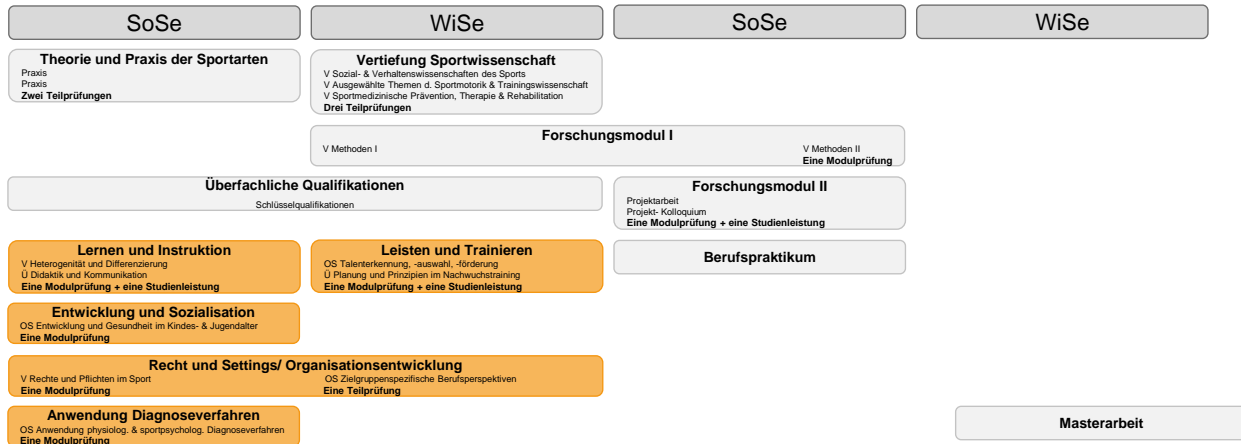 SoSe
WiSe
SoSe
WiSe
Theorie und Praxis der Sportarten
Praxis
Praxis
Zwei Teilprüfungen
Vertiefung Sportwissenschaft
V Sozial- & Verhaltenswissenschaften des Sports
V Ausgewählte Themen d. Sportmotorik & Trainingswissenschaft
V Sportmedizinische Prävention, Therapie & Rehabilitation
Drei Teilprüfungen
Forschungsmodul I
V Methoden I
V Methoden II
Eine Modulprüfung
Überfachliche Qualifikationen
Schlüsselqualifikationen
Forschungsmodul II
Projektarbeit
Projekt- Kolloquium
Eine Modulprüfung + eine Studienleistung
Lernen und Instruktion
V Heterogenität und Differenzierung
Ü Didaktik und Kommunikation
Eine Modulprüfung + eine Studienleistung
Leisten und Trainieren
OS Talenterkennung, -auswahl, -förderung
Ü Planung und Prinzipien im Nachwuchstraining
Eine Modulprüfung + eine Studienleistung
Berufspraktikum
Entwicklung und Sozialisation
OS Entwicklung und Gesundheit im Kindes- & Jugendalter
Eine Modulprüfung
Recht und Settings/ Organisationsentwicklung
V Rechte und Pflichten im Sport
Eine Modulprüfung
OS Zielgruppenspezifische Berufsperspektiven
Eine Teilprüfung
Anwendung Diagnoseverfahren
OS Anwendung physiolog. & sportpsycholog. Diagnoseverfahren
Eine Modulprüfung
Masterarbeit